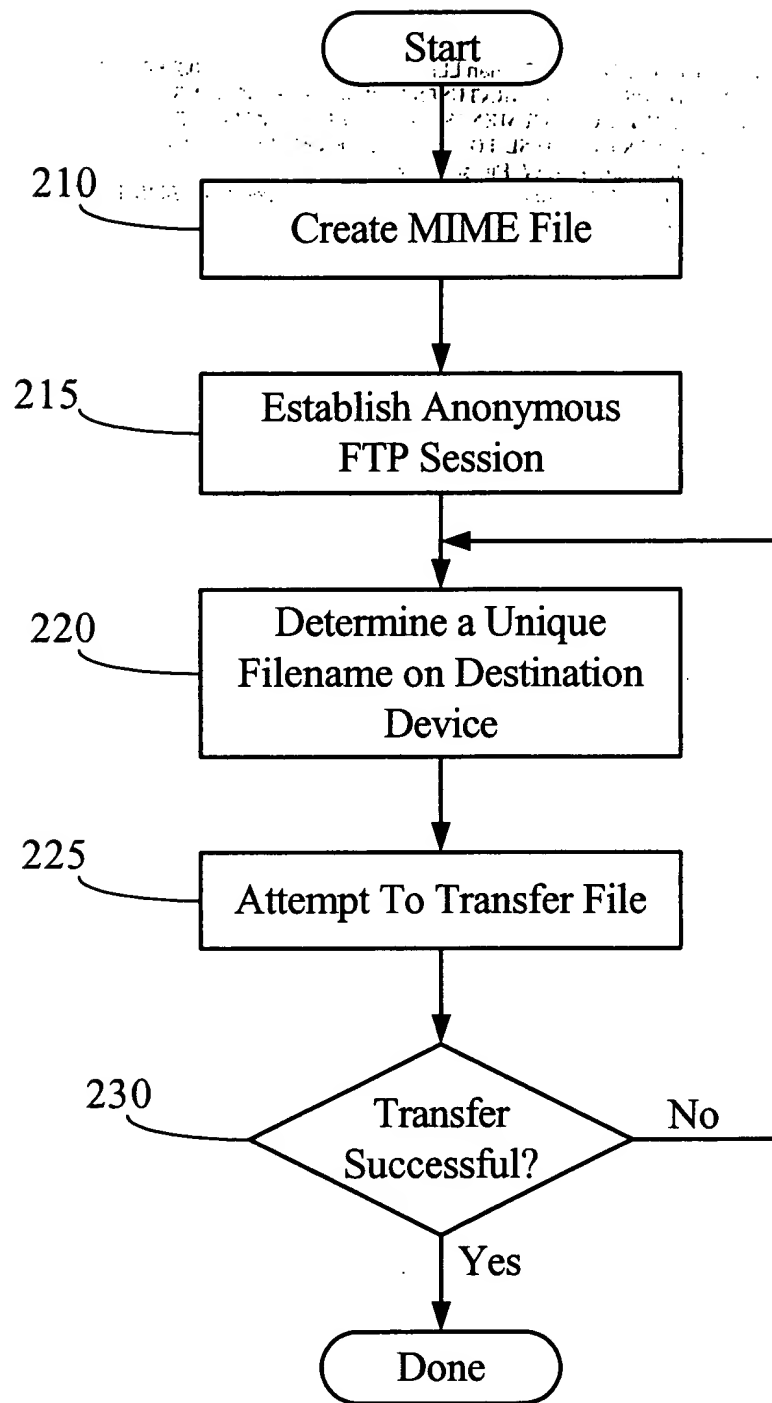 Start
210
Create MIME File
215
Establish Anonymous
FTP Session
220
Determine a Unique
Filename on Destination
Device
225
Attempt To Transfer File
230
Transfer
Successful?
No
Yes
Done